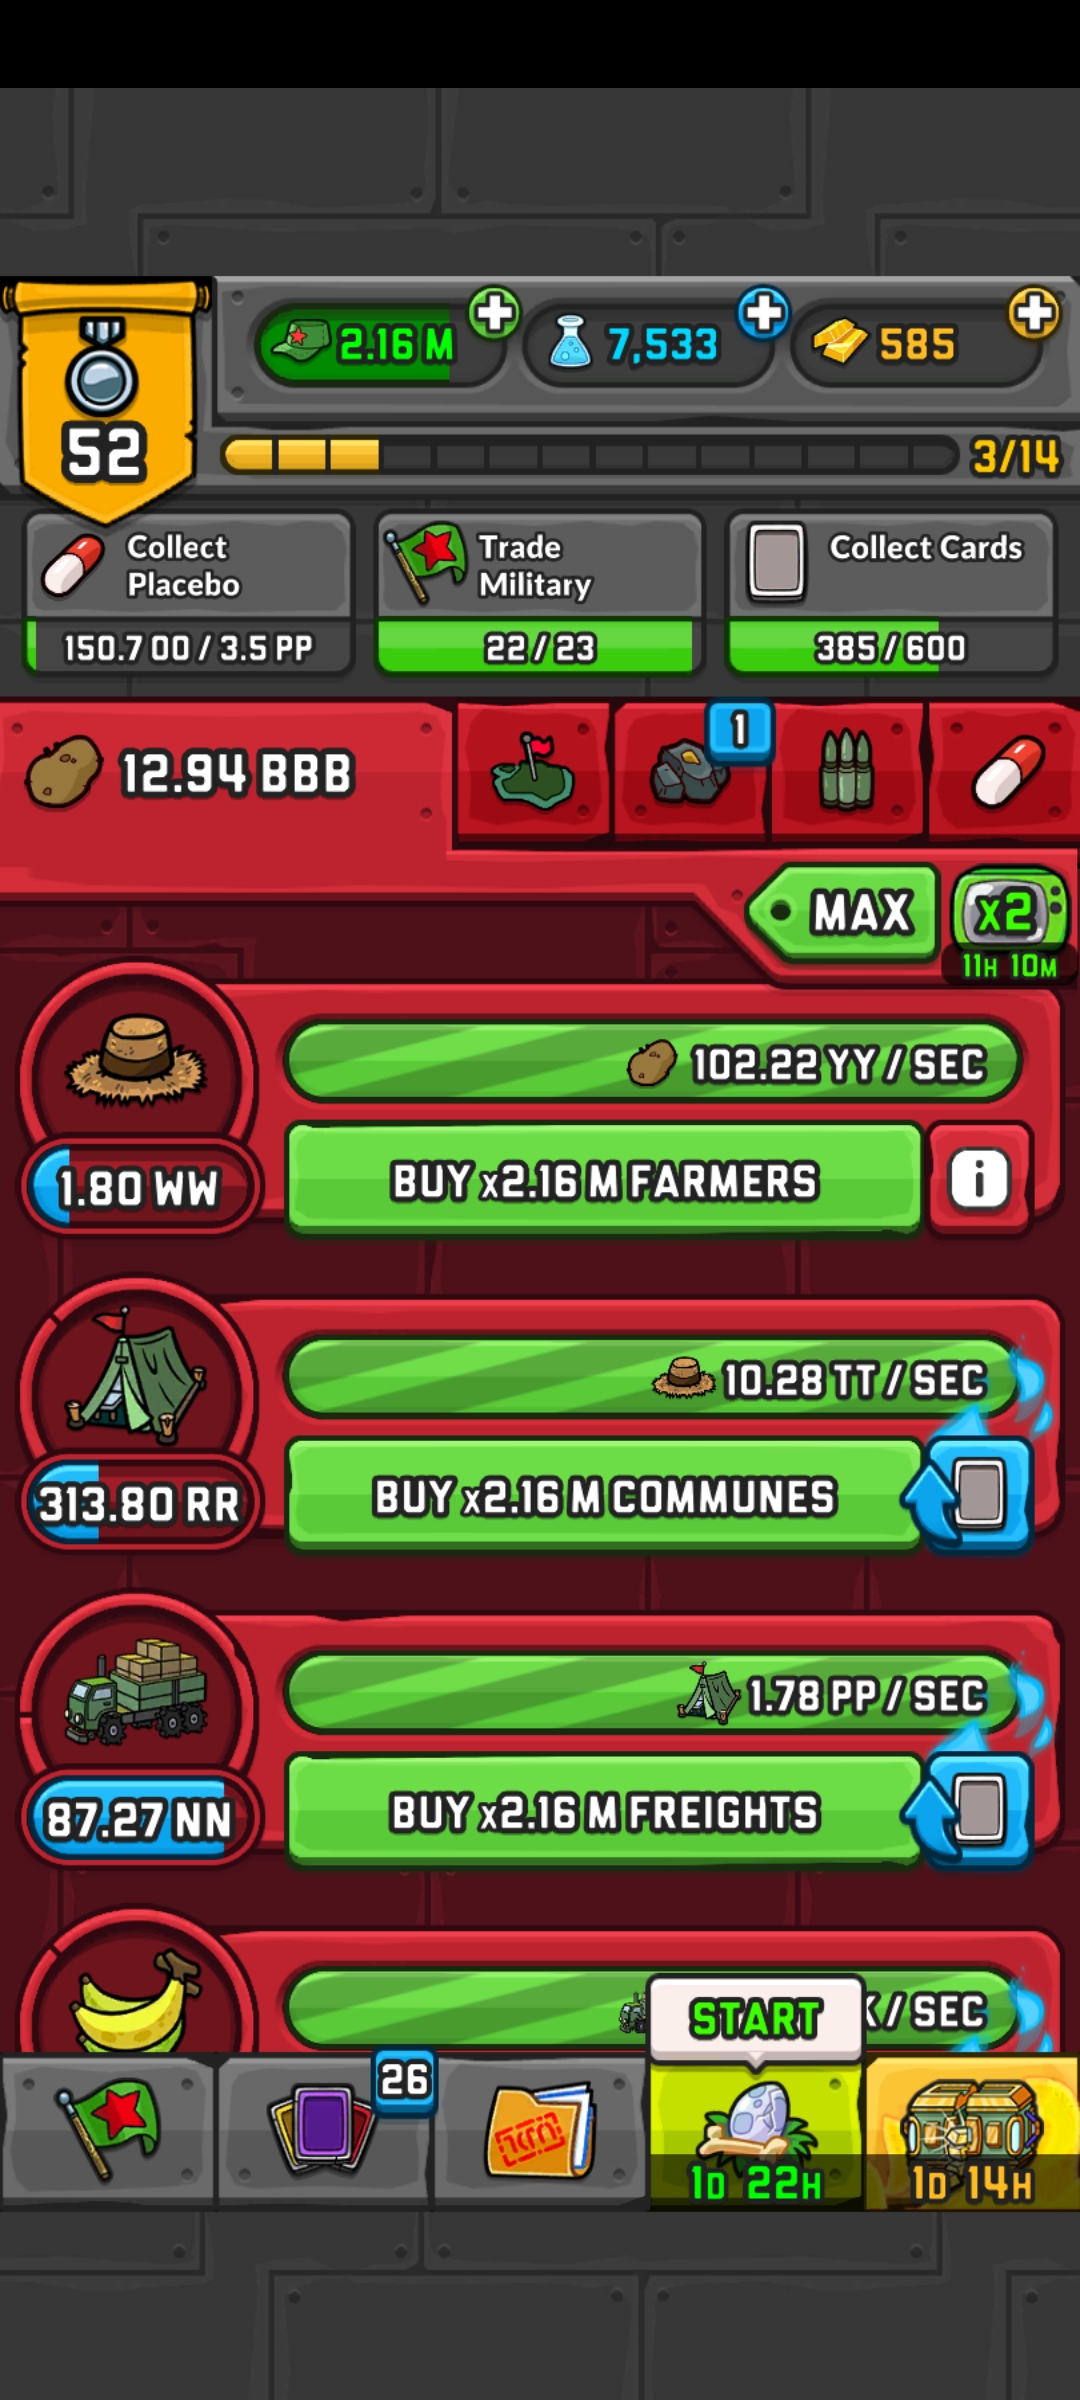 2.16 M
7,533
585
52
3/14
Collect
Placebo
150.7 OO / 3.5 PP
Trade
Military
22 / 23
Collect Cards
385 / 600
12.94 BBB
1
MAX
x2
11H 10M
102.22 YY / SEC
1.80 WW
BUY x2.16 M FARMERS
i
10.28 TT / SEC
313.80 RR
BUY x2.16 M COMMUNES
1.78 PP / SEC
87.27 NN
BUY x2.16 M FREIGHTS
/ SEC
START
26
1D 22H
1D 14H